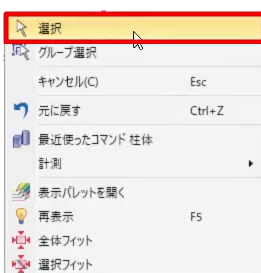 選択
グループ選択
キャンセル(C) Esc
元に戻す Ctrl+Z
最近使ったコマンド 柱体
計測
表示パレットを開く
再表示 F5
全体フィット
選択フィット